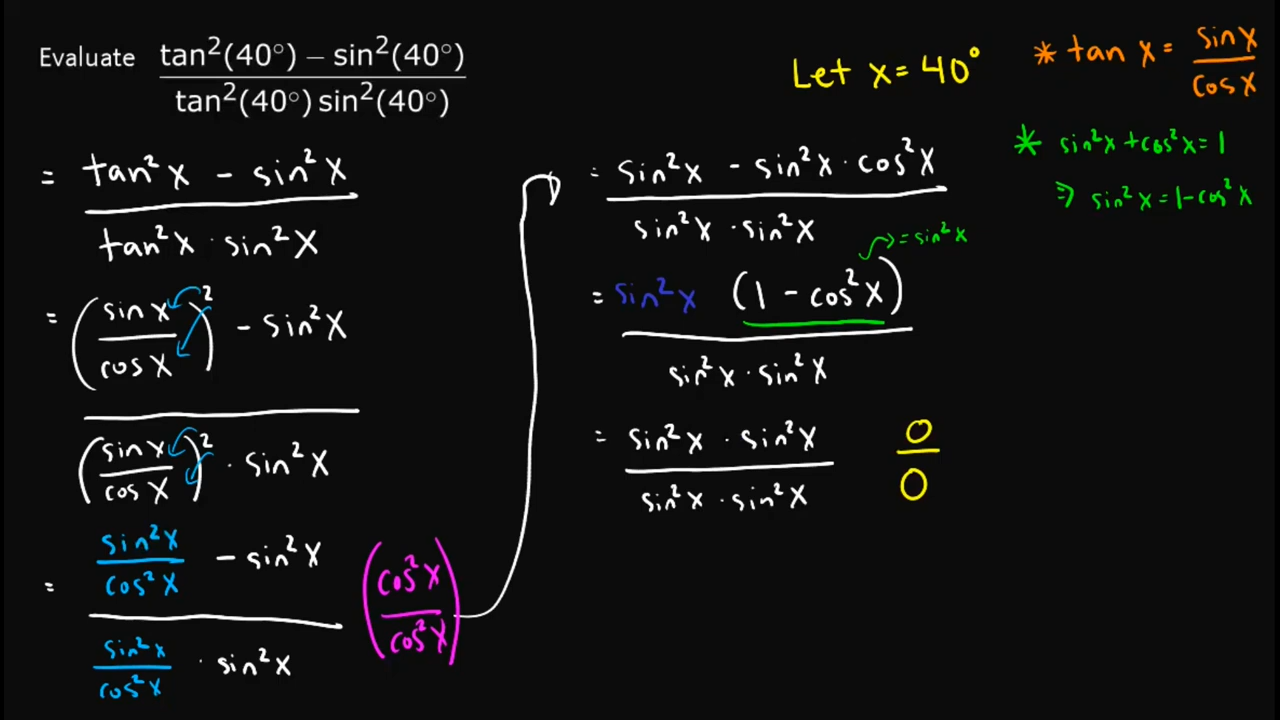 Evaluate tan²(40°) – sin²(40°)
tan²(40°) sin²(40°)
= tan²x - sin²x
tan²x · sin²x
= (sin x / cos x)² - sin²x
(sin x / cos x)² · sin²x
= sin²x / cos²x - sin²x (cos²x / cos²x)
sin²x / cos²x · sin²x
Let x = 40°
= sin²x - sin²x · cos²x
sin²x · sin²x
= sin²x (1 - cos²x) = sin²x
sin²x · sin²x
= sin²x · sin²x
sin²x · sin²x
0
0
* tan x = sin x / cos x
* sin²x + cos²x = 1
⇒ sin²x = 1 - cos²x